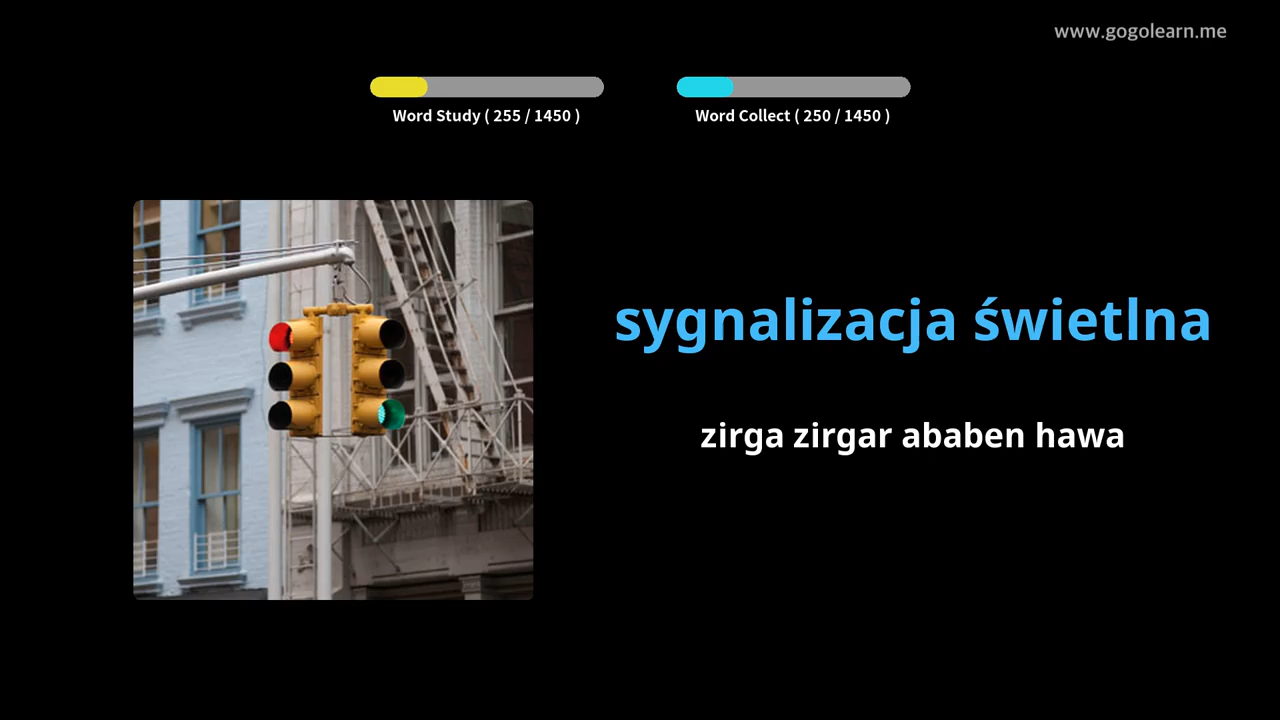 www.gogolearn.me
Word Study ( 255 / 1450 )
Word Collect ( 250 / 1450 )
sygnalizacja świetlna
zirga zirgar ababen hawa